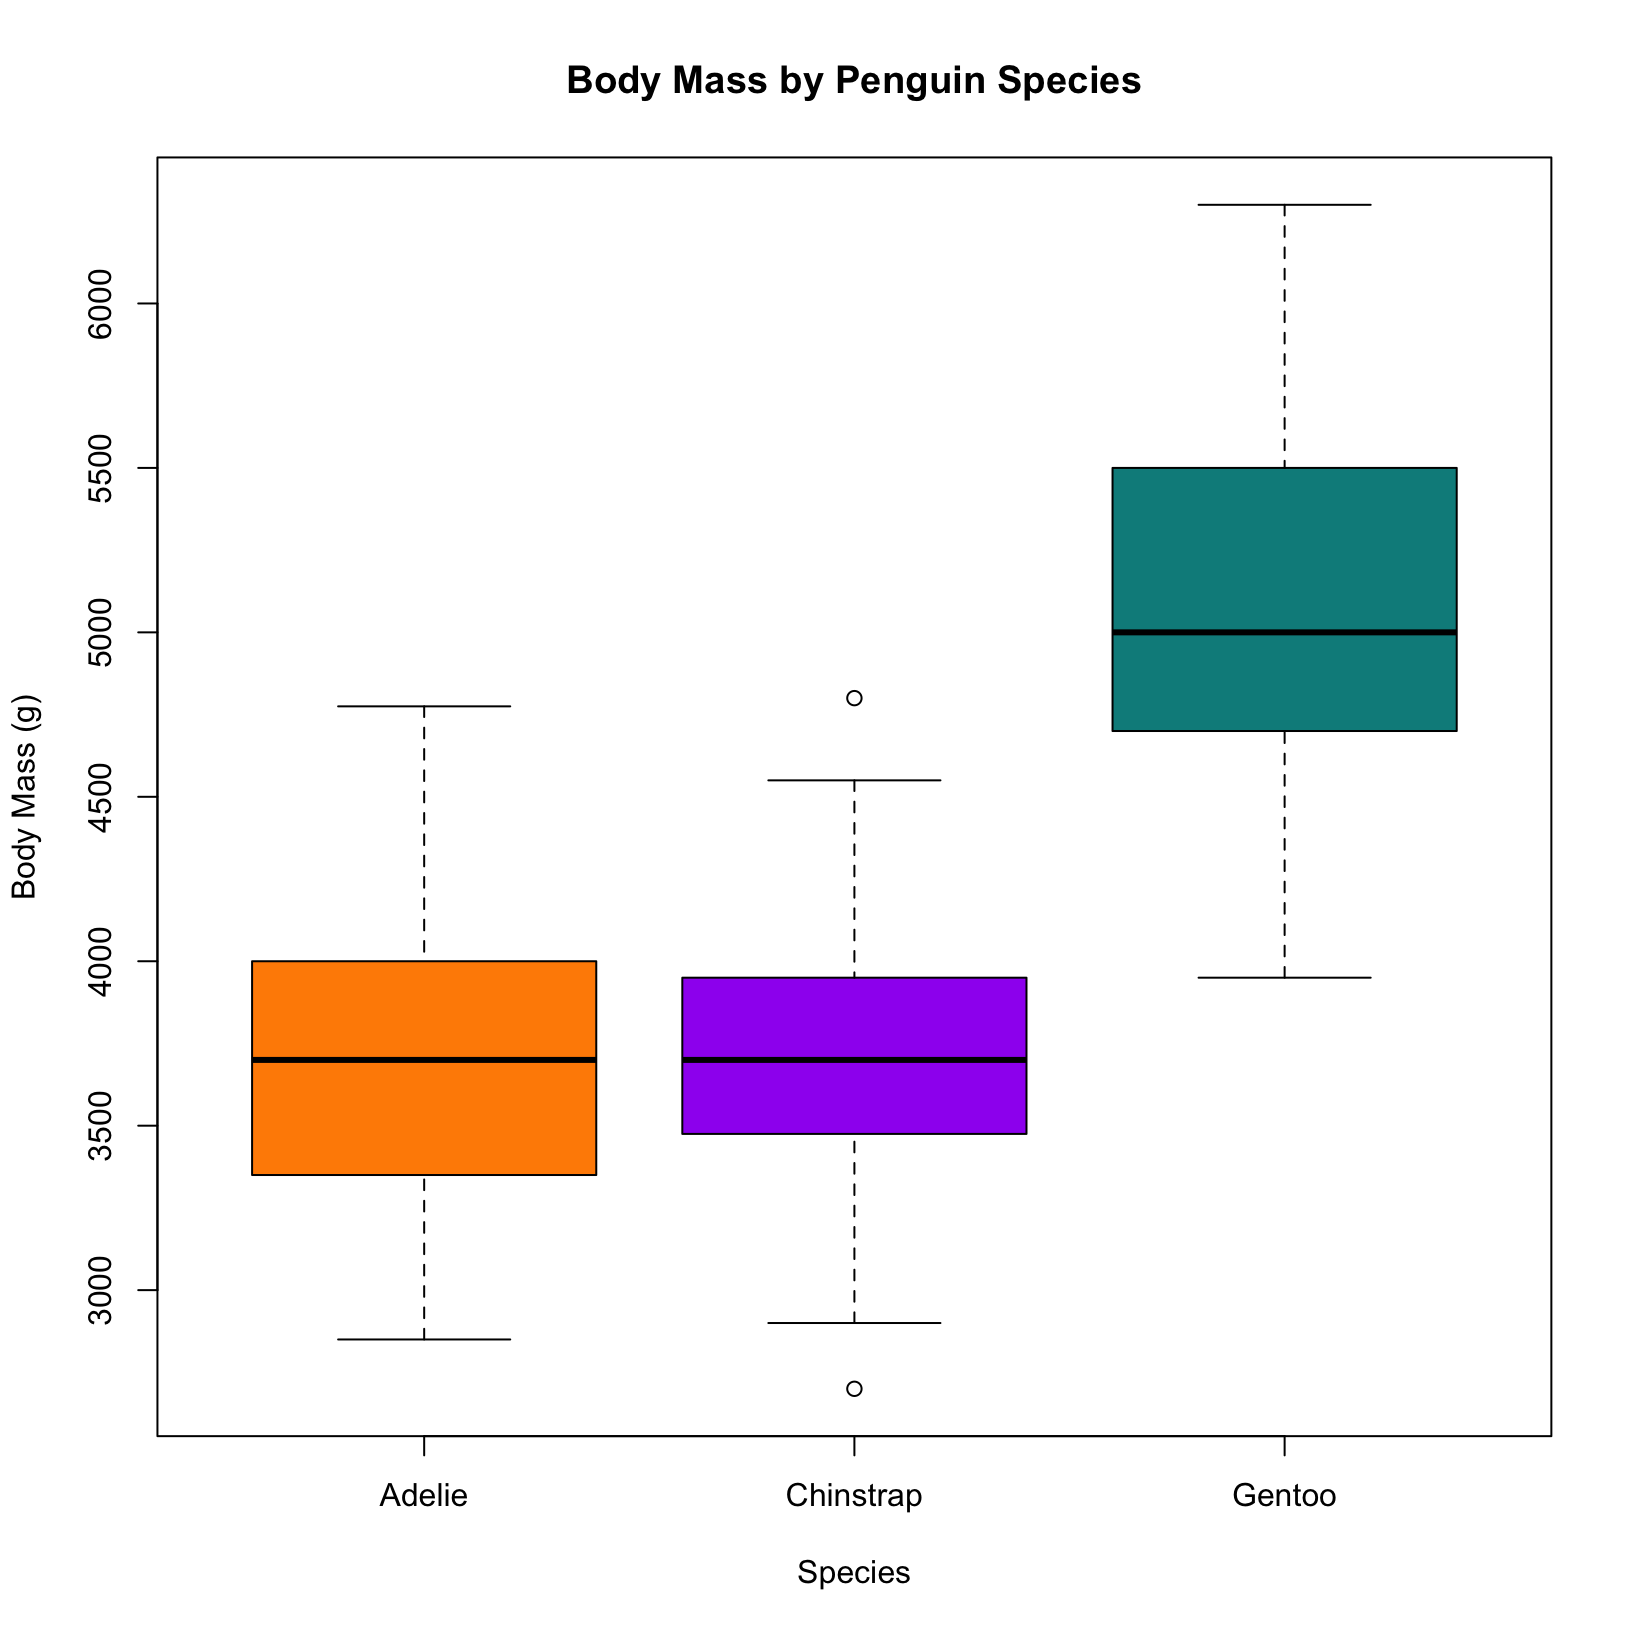 Body Mass by Penguin Species
Body Mass (g)
6000
5500
5000
4500
4000
3500
3000
Adelie Chinstrap Gentoo
Species